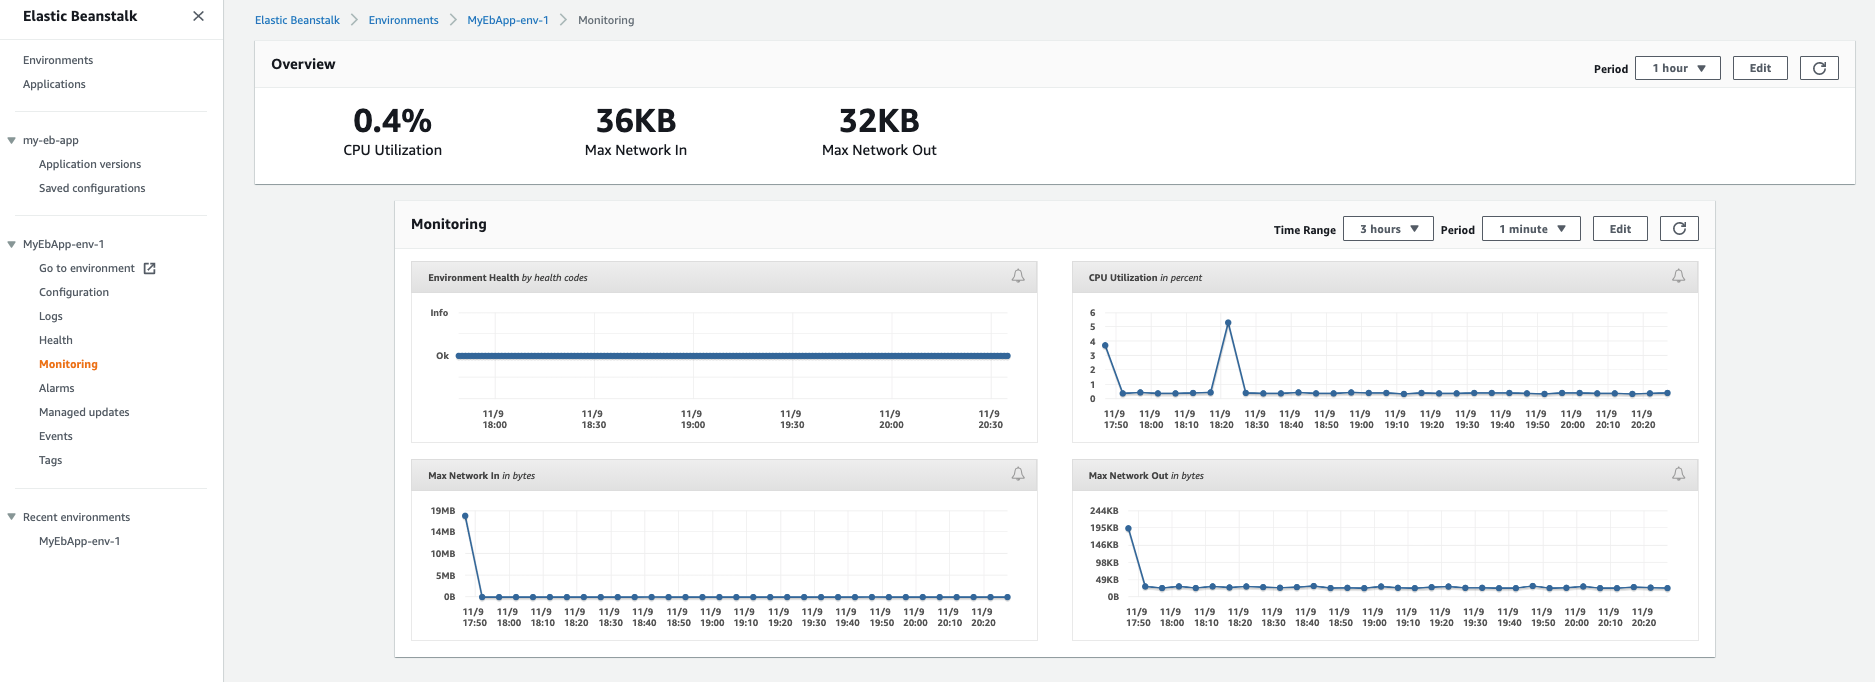 Elastic Beanstalk
Environments
Applications
my-eb-app
Application versions
Saved configurations
MyEbApp-env-1
Go to environment
Configuration
Logs
Health
Monitoring
Alarms
Managed updates
Events
Tags
Recent environments
MyEbApp-env-1
Elastic Beanstalk Environments MyEbApp-env-1 Monitoring
Overview
Period 1 hour Edit
0.4% 36KB 32KB
CPU Utilization Max Network In Max Network Out
Monitoring
Time Range 3 hours Period 1 minute Edit
Environment Health by health codes
Info
Ok
11/9 11/9 11/9 11/9 11/9 11/9
18:00 18:30 19:00 19:30 20:00 20:30
CPU Utilization in percent
6
5
4
3
2
1
0
11/9 11/9 11/9 11/9 11/9 11/9 11/9 11/9 11/9 11/9 11/9 11/9 11/9 11/9 11/9 11/9
17:50 18:00 18:10 18:20 18:30 18:40 18:50 19:00 19:10 19:20 19:30 19:40 19:50 20:00 20:10 20:20
Max Network In in bytes
19MB
14MB
10MB
5MB
0B
11/9 11/9 11/9 11/9 11/9 11/9 11/9 11/9 11/9 11/9 11/9 11/9 11/9 11/9 11/9 11/9
17:50 18:00 18:10 18:20 18:30 18:40 18:50 19:00 19:10 19:20 19:30 19:40 19:50 20:00 20:10 20:20
Max Network Out in bytes
244KB
195KB
146KB
98KB
49KB
0B
11/9 11/9 11/9 11/9 11/9 11/9 11/9 11/9 11/9 11/9 11/9 11/9 11/9 11/9 11/9 11/9
17:50 18:00 18:10 18:20 18:30 18:40 18:50 19:00 19:10 19:20 19:30 19:40 19:50 20:00 20:10 20:20